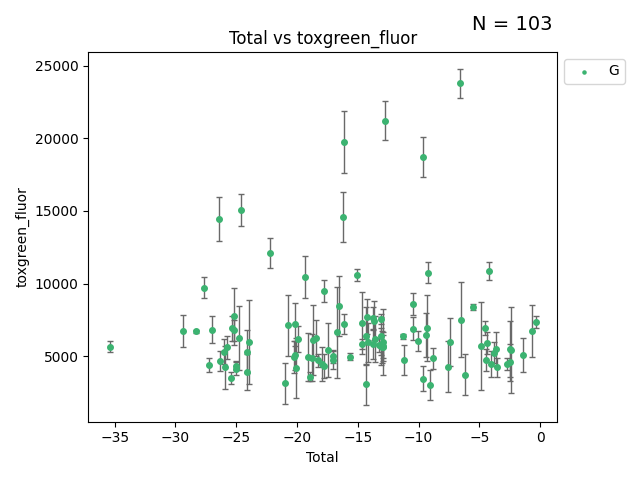 N = 103
Total vs toxgreen_fluor
G
toxgreen_fluor
25000
20000
15000
10000
5000
−35 −30 −25 −20 −15 −10 −5 0
Total